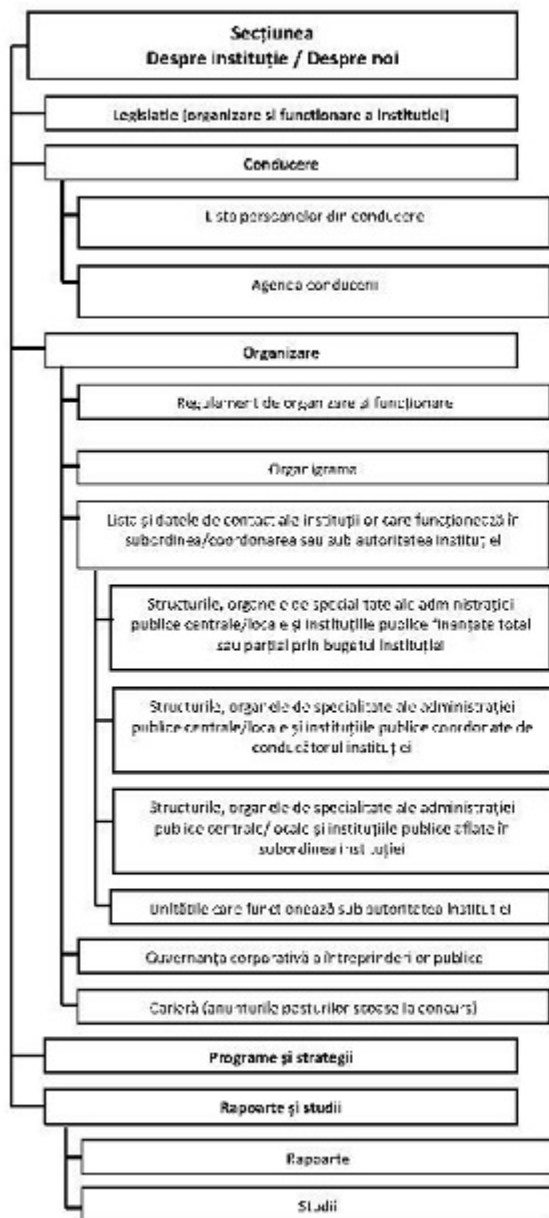 Secțiunea
Despre instituție / Despre noi
Legislatie (organizare si functionare a institutiei)
Conducere
Lista persoanelor din conducere
Agenda conducerii
Organizare
Regulament de organizare și funcționare
Organigrama
Lista și datele de contact ale instituțiilor care funcționează în
subordinea/coordonarea sau sub autoritatea instituției
Structurile, organele de specialitate ale administrației
publice centrale/locale și instituțiile publice finanțate total
sau parțial prin bugetul instituției
Structurile, organele de specialitate ale administrației
publice centrale/locale și instituțiile publice coordonate de
conducătorul instituției
Structurile, organele de specialitate ale administrației
publice centrale/locale și instituțiile publice aflate în
subordinea instituției
Unitățile care funcționează sub autoritatea instituției
Guvernanța corporativă a întreprinderilor publice
Carieră (anunțurile posturilor scoase la concurs)
Programe și strategii
Rapoarte și studii
Rapoarte
Studii